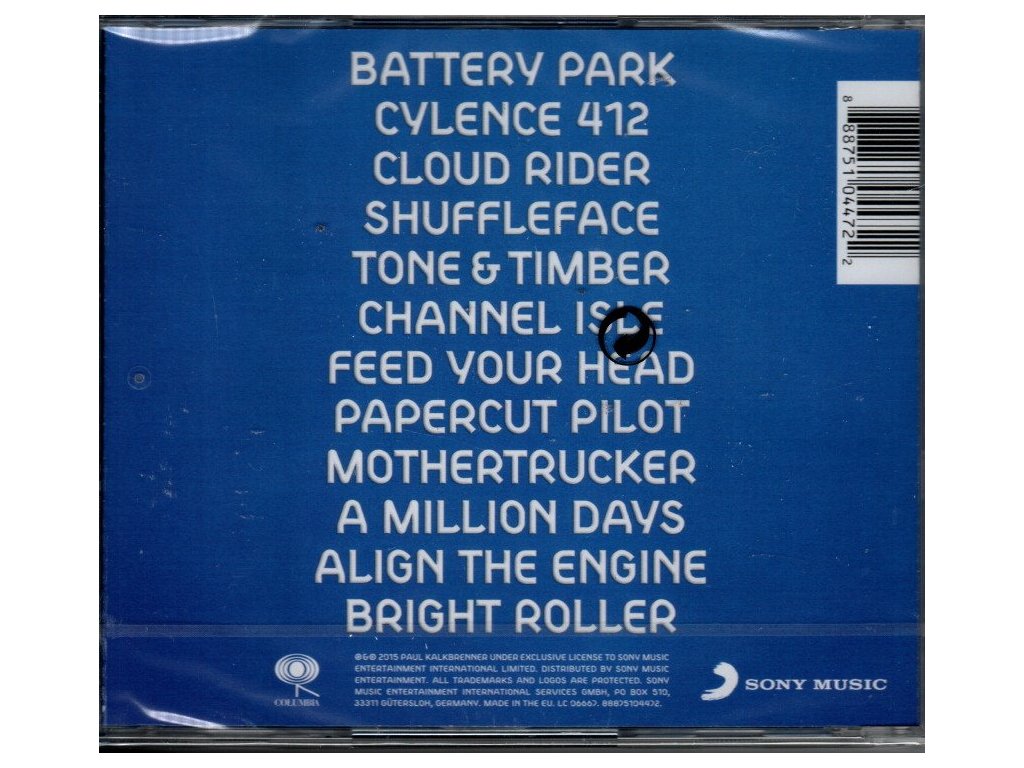 BATTERY PARK
CYLENCE 412
CLOUD RIDER
SHUFFLEFACE
TONE & TIMBER
CHANNEL ISLE
FEED YOUR HEAD
PAPERCUT PILOT
MOTHERTRUCKER
A MILLION DAYS
ALIGN THE ENGINE
BRIGHT ROLLER
8 88751 04472 2
℗&© 2015 PAUL KALKBRENNER UNDER EXCLUSIVE LICENSE TO SONY MUSIC
ENTERTAINMENT INTERNATIONAL LIMITED. DISTRIBUTED BY SONY MUSIC
ENTERTAINMENT. ALL TRADEMARKS AND LOGOS ARE PROTECTED. SONY
MUSIC ENTERTAINMENT INTERNATIONAL SERVICES GMBH, PO BOX 510,
33311 GÜTERSLOH, GERMANY. MADE IN THE EU. LC 06667. 88875104472.
COLUMBIA
SONY MUSIC